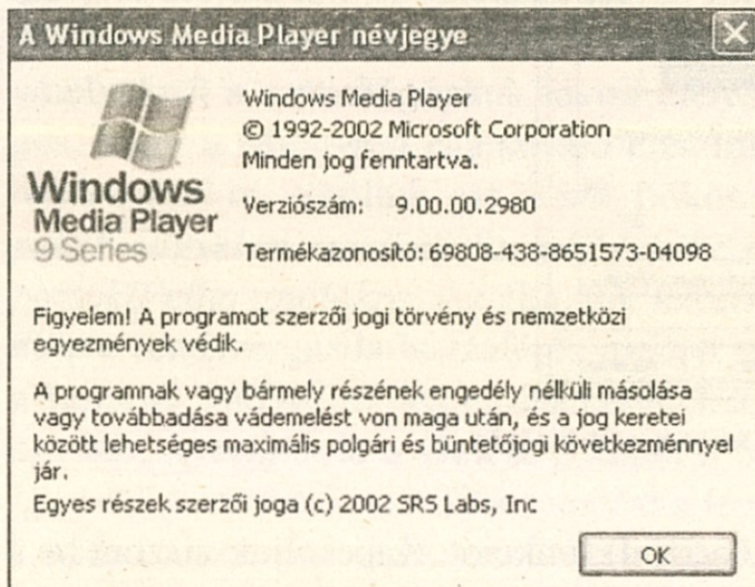 A Windows Media Player névjegye
Windows Media Player
© 1992-2002 Microsoft Corporation
Minden jog fenntartva.
Windows
Media Player
9 Series
Verziószám: 9.00.00.2980
Termékazonosító: 69808-438-8651573-04098
Figyelem! A programot szerzői jogi törvény és nemzetközi
egyezmények védik.
A programnak vagy bármely részének engedély nélküli másolása
vagy továbbadása vádemelést von maga után, és a jog keretei
között lehetséges maximális polgári és büntetőjogi következménnyel
jár.
Egyes részek szerzői joga (c) 2002 SRS Labs, Inc
OK